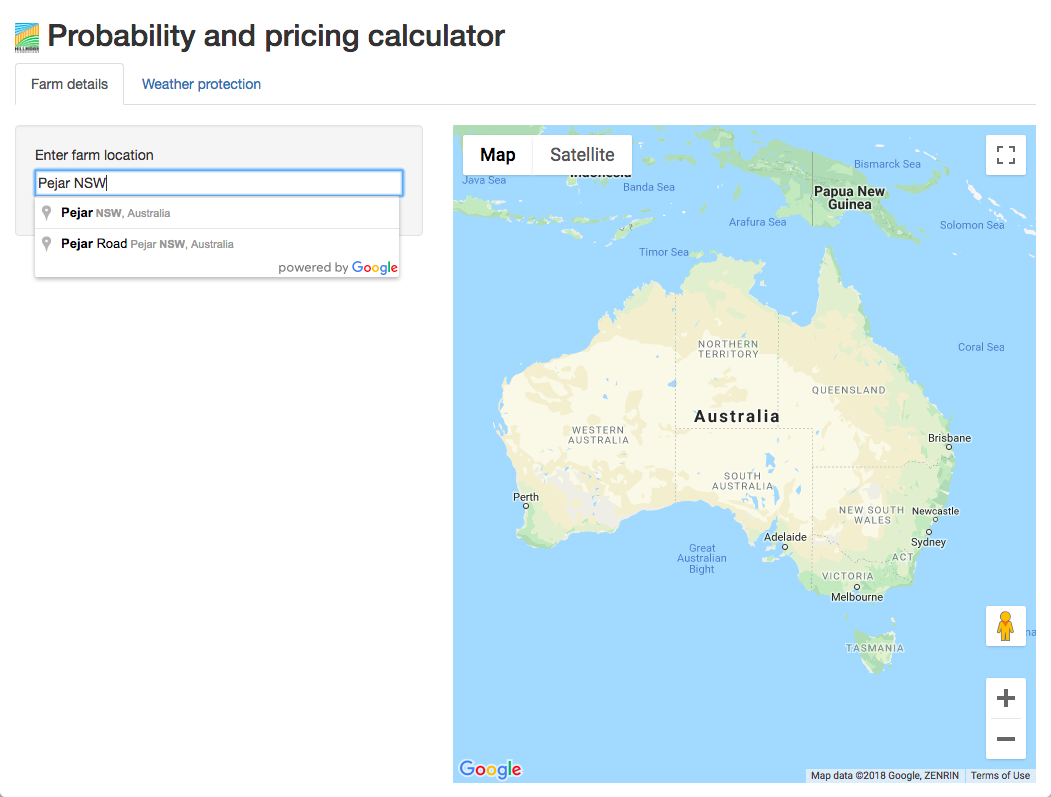 Probability and pricing calculator
Farm details
Weather protection
Enter farm location
Pejar NSW
Pejar NSW, Australia
Pejar Road Pejar NSW, Australia
powered by Google
Map
Satellite
Indonesia
Java Sea
Banda Sea
Bismarck Sea
Papua New
Guinea
Arafura Sea
Solomon Sea
Timor Sea
Coral Sea
NORTHERN
TERRITORY
QUEENSLAND
Australia
WESTERN
AUSTRALIA
Brisbane
SOUTH
AUSTRALIA
Perth
NEW SOUTH
WALES
Newcastle
Adelaide
Sydney
Great
Australian
Bight
ACT
VICTORIA
Melbourne
TASMANIA
Google
Map data ©2018 Google, ZENRIN
Terms of Use